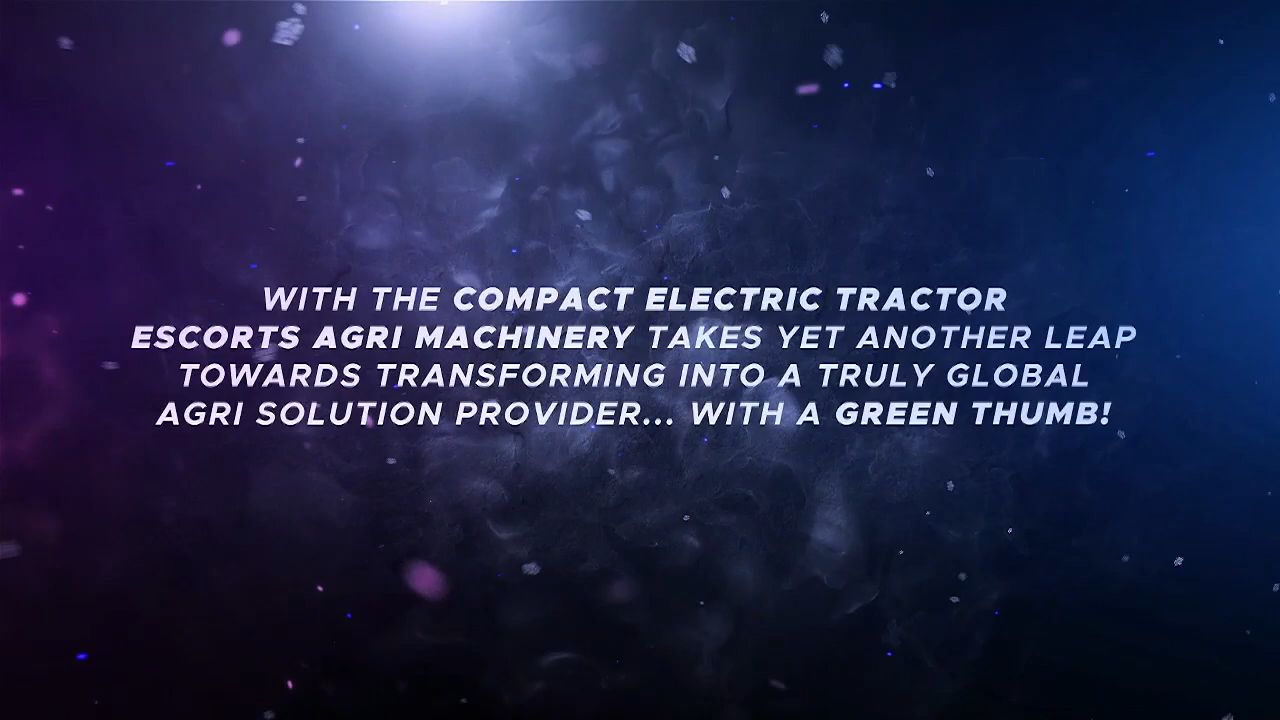 WITH THE COMPACT ELECTRIC TRACTOR
ESCORTS AGRI MACHINERY TAKES YET ANOTHER LEAP
TOWARDS TRANSFORMING INTO A TRULY GLOBAL
AGRI SOLUTION PROVIDER... WITH A GREEN THUMB!